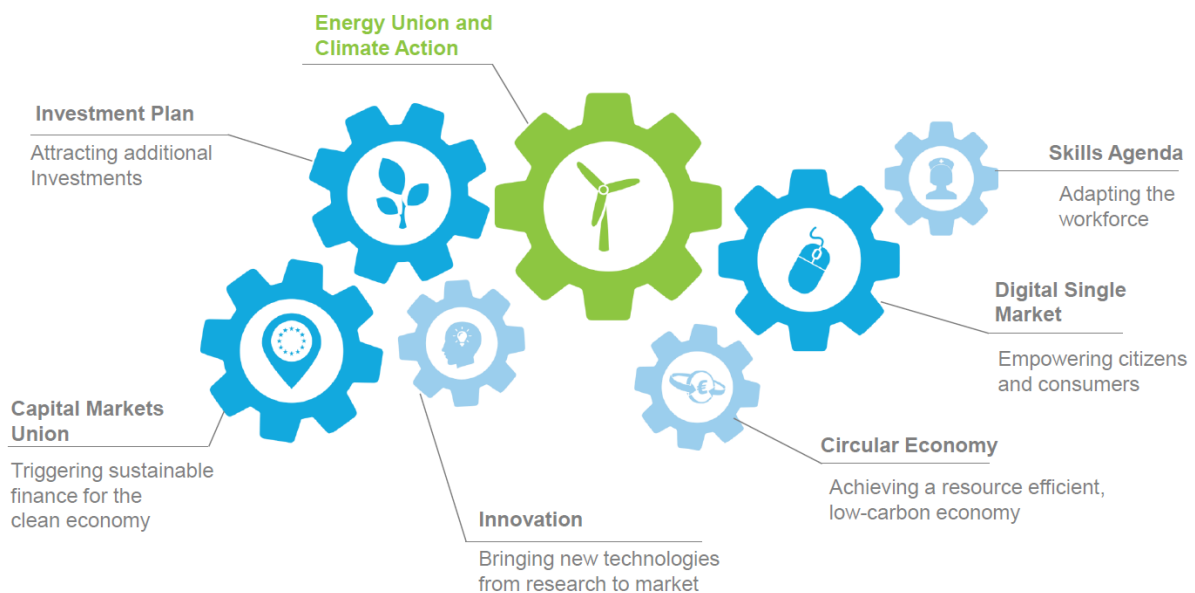 Energy Union and
Climate Action
Investment Plan
Attracting additional
Investments
Skills Agenda
Adapting the
workforce
Digital Single
Market
Empowering citizens
and consumers
Capital Markets
Union
Triggering sustainable
finance for the
clean economy
Circular Economy
Achieving a resource efficient,
low-carbon economy
Innovation
Bringing new technologies
from research to market
€